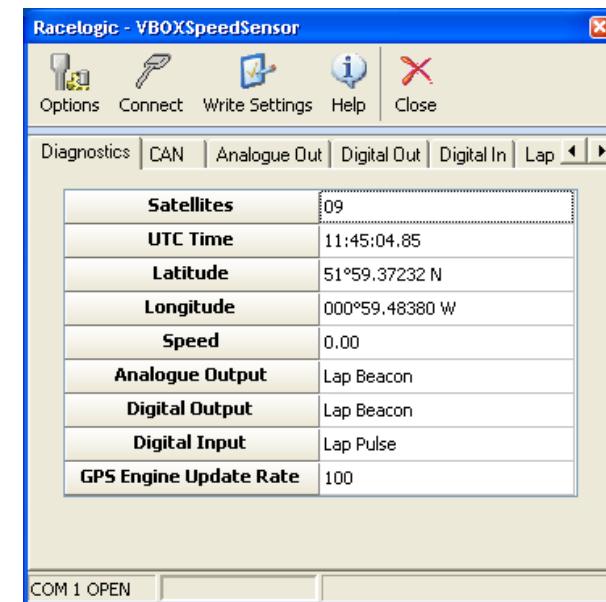 Racelogic - VBOXSpeedSensor
Options Connect Write Settings Help Close
Diagnostics CAN Analogue Out Digital Out Digital In Lap
Satellites 09
UTC Time 11:45:04.85
Latitude 51°59.37232 N
Longitude 000°59.48380 W
Speed 0.00
Analogue Output Lap Beacon
Digital Output Lap Beacon
Digital Input Lap Pulse
GPS Engine Update Rate 100
COM 1 OPEN